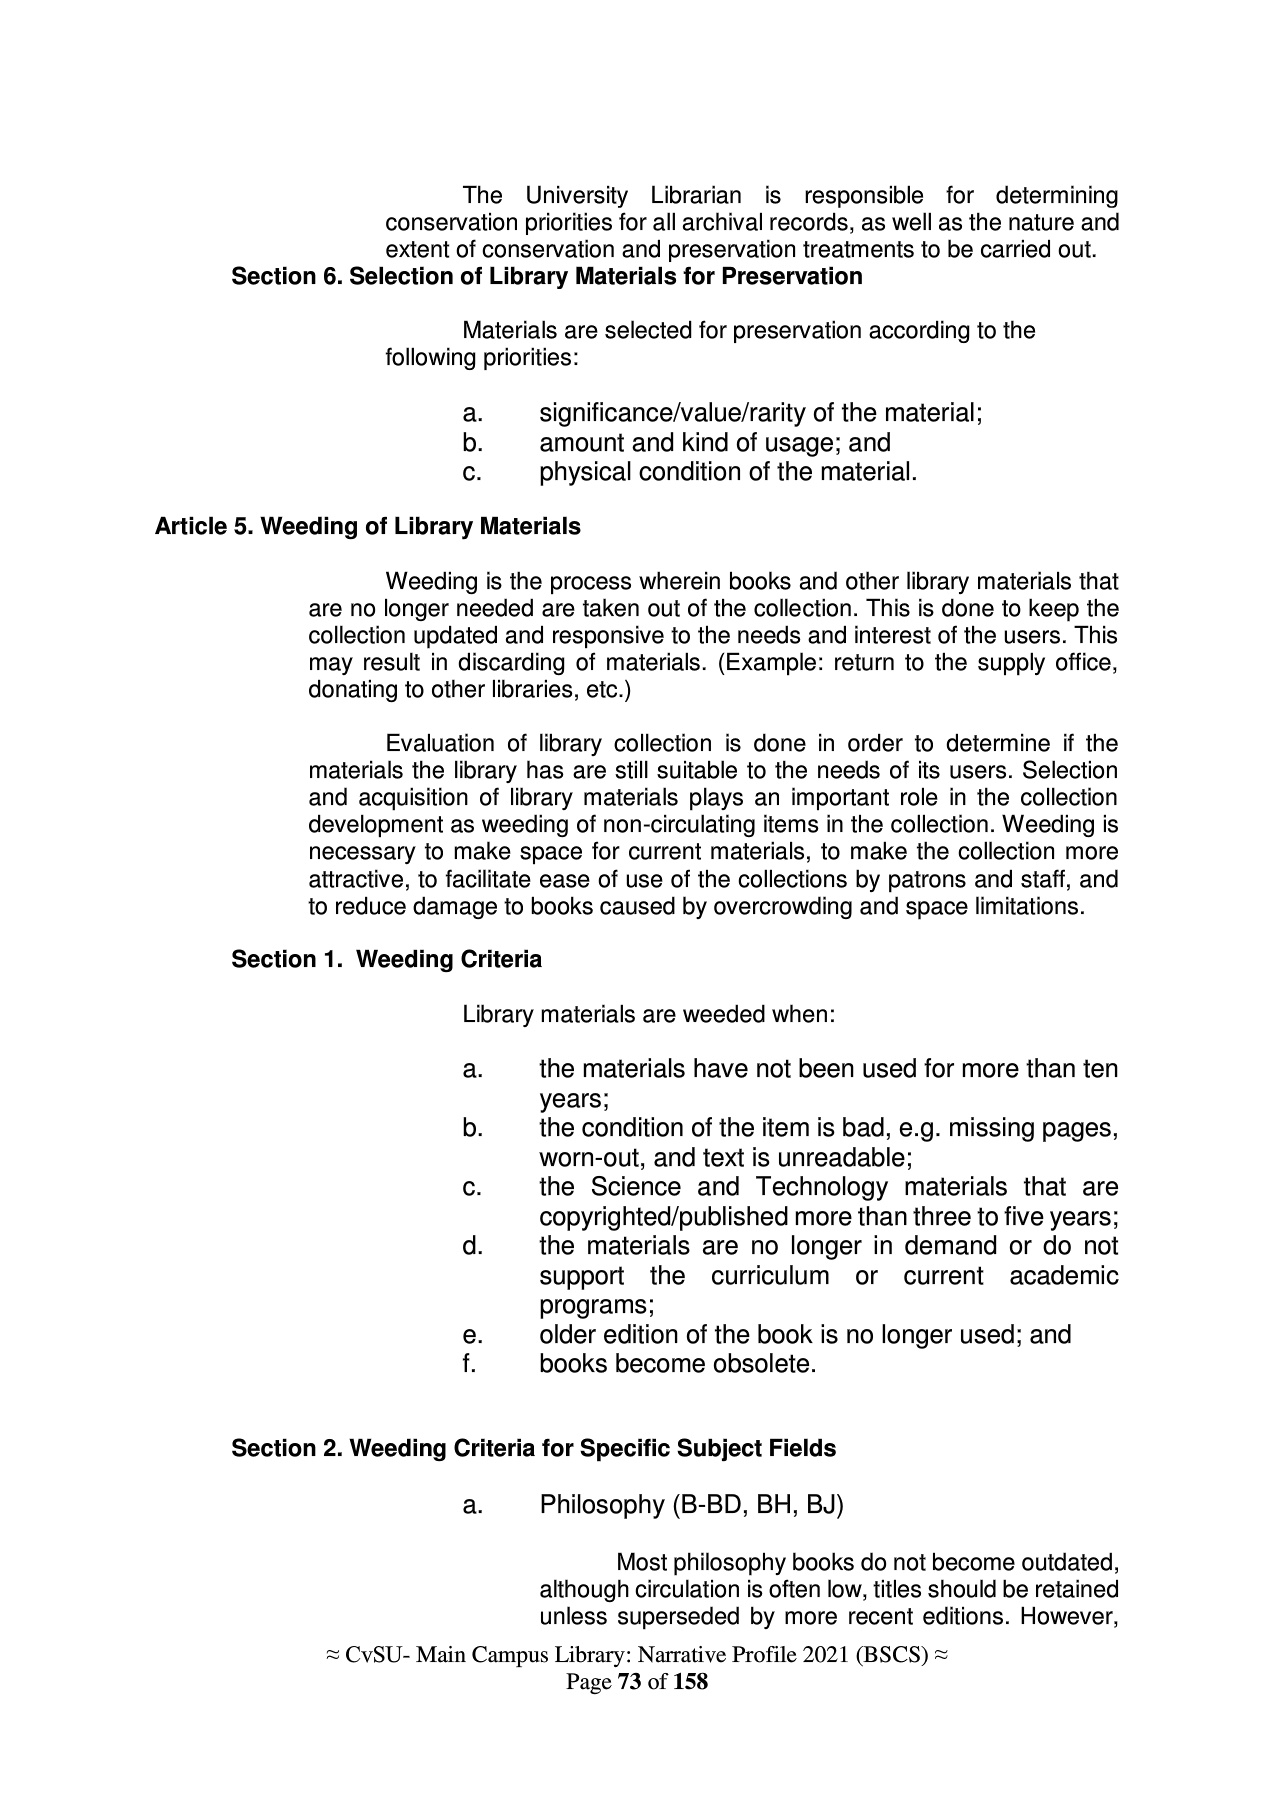 The University Librarian is responsible for determining
conservation priorities for all archival records, as well as the nature and
extent of conservation and preservation treatments to be carried out.
Section 6. Selection of Library Materials for Preservation
Materials are selected for preservation according to the
following priorities:
a. significance/value/rarity of the material;
b. amount and kind of usage; and
c. physical condition of the material.
Article 5. Weeding of Library Materials
Weeding is the process wherein books and other library materials that
are no longer needed are taken out of the collection. This is done to keep the
collection updated and responsive to the needs and interest of the users. This
may result in discarding of materials. (Example: return to the supply office,
donating to other libraries, etc.)
Evaluation of library collection is done in order to determine if the
materials the library has are still suitable to the needs of its users. Selection
and acquisition of library materials plays an important role in the collection
development as weeding of non-circulating items in the collection. Weeding is
necessary to make space for current materials, to make the collection more
attractive, to facilitate ease of use of the collections by patrons and staff, and
to reduce damage to books caused by overcrowding and space limitations.
Section 1. Weeding Criteria
Library materials are weeded when:
a. the materials have not been used for more than ten
years;
b. the condition of the item is bad, e.g. missing pages,
worn-out, and text is unreadable;
c. the Science and Technology materials that are
copyrighted/published more than three to five years;
d. the materials are no longer in demand or do not
support the curriculum or current academic
programs;
e. older edition of the book is no longer used; and
f. books become obsolete.
Section 2. Weeding Criteria for Specific Subject Fields
a. Philosophy (B-BD, BH, BJ)
Most philosophy books do not become outdated,
although circulation is often low, titles should be retained
unless superseded by more recent editions. However,
≈ CvSU- Main Campus Library: Narrative Profile 2021 (BSCS) ≈
Page 73 of 158